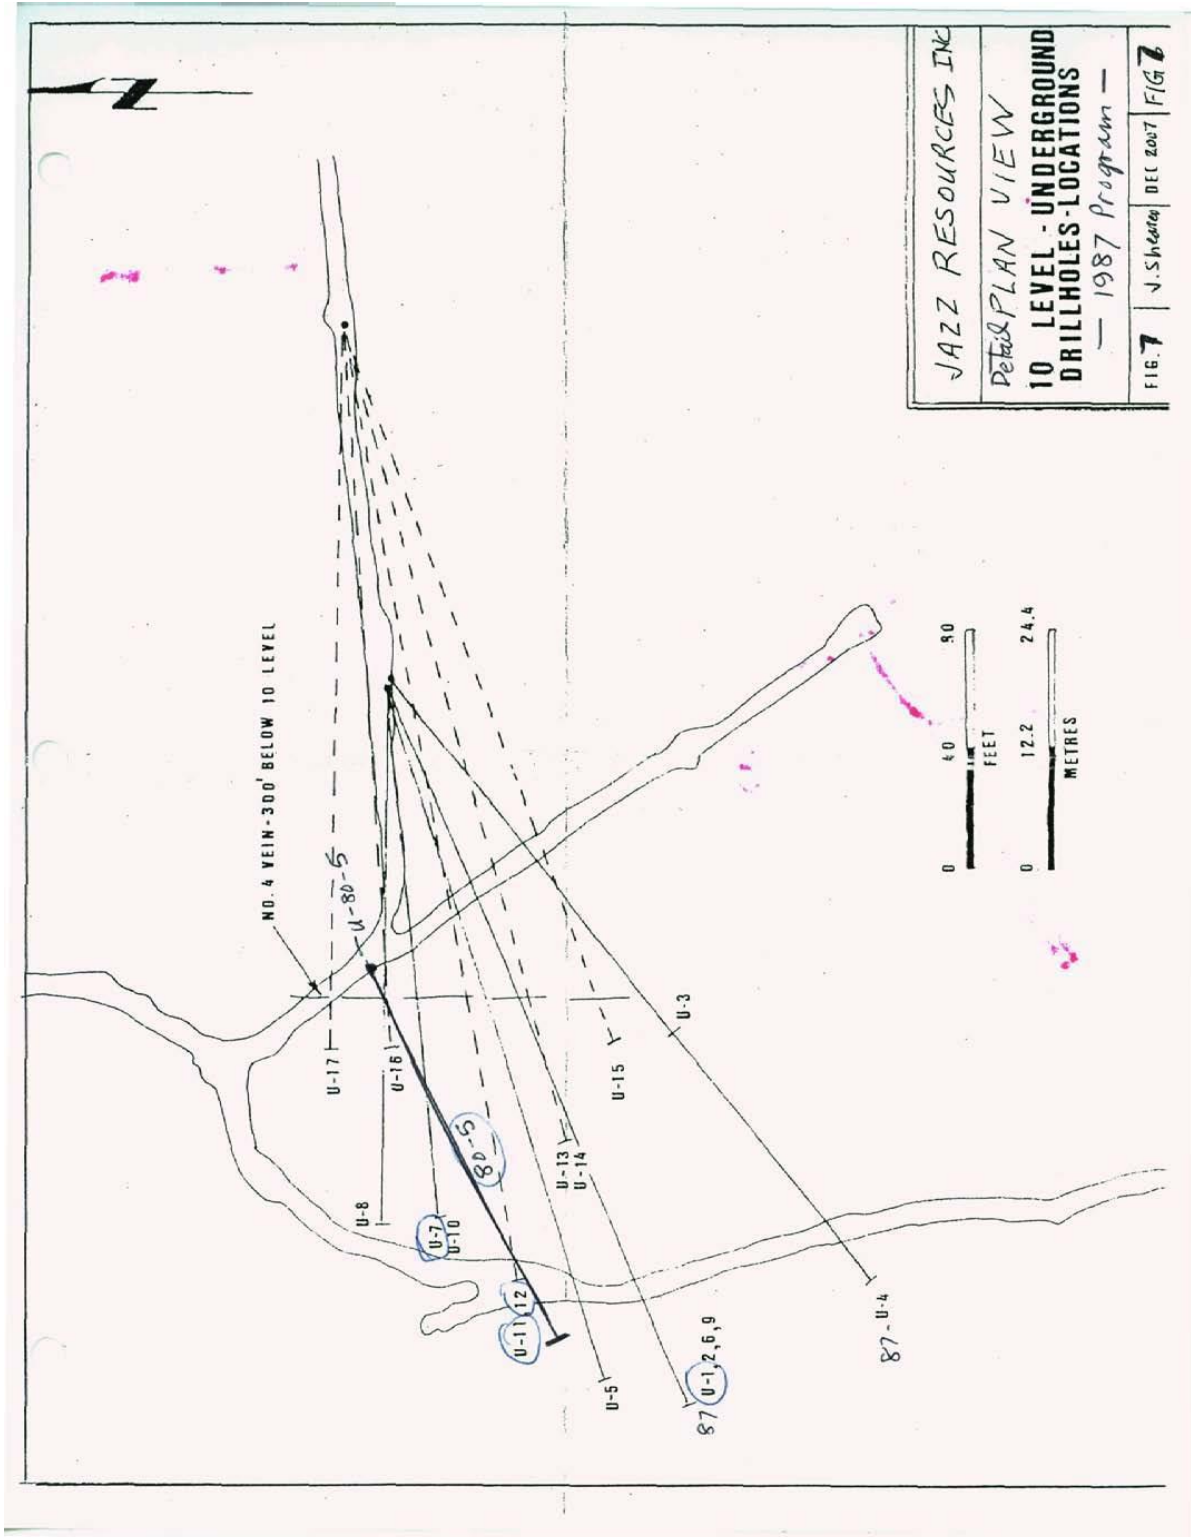 JAZZ RESOURCES INC
Detail PLAN VIEW
10 LEVEL - UNDERGROUND
DRILLHOLES - LOCATIONS
— 1987 Program —
FIG. 7 J. Shearer DEC 2007 FIG 7
NO. 4 VEIN - 300' BELOW 10 LEVEL
U-80-5
U-17
U-16
U-8
U-7
U-10
80-5
U-11, 12
U-13
U-14
U-15
U-3
U-5
87 U-1, 2, 6, 9
87 - U-4
0 40 80
FEET
0 12.2 24.4
METRES
N